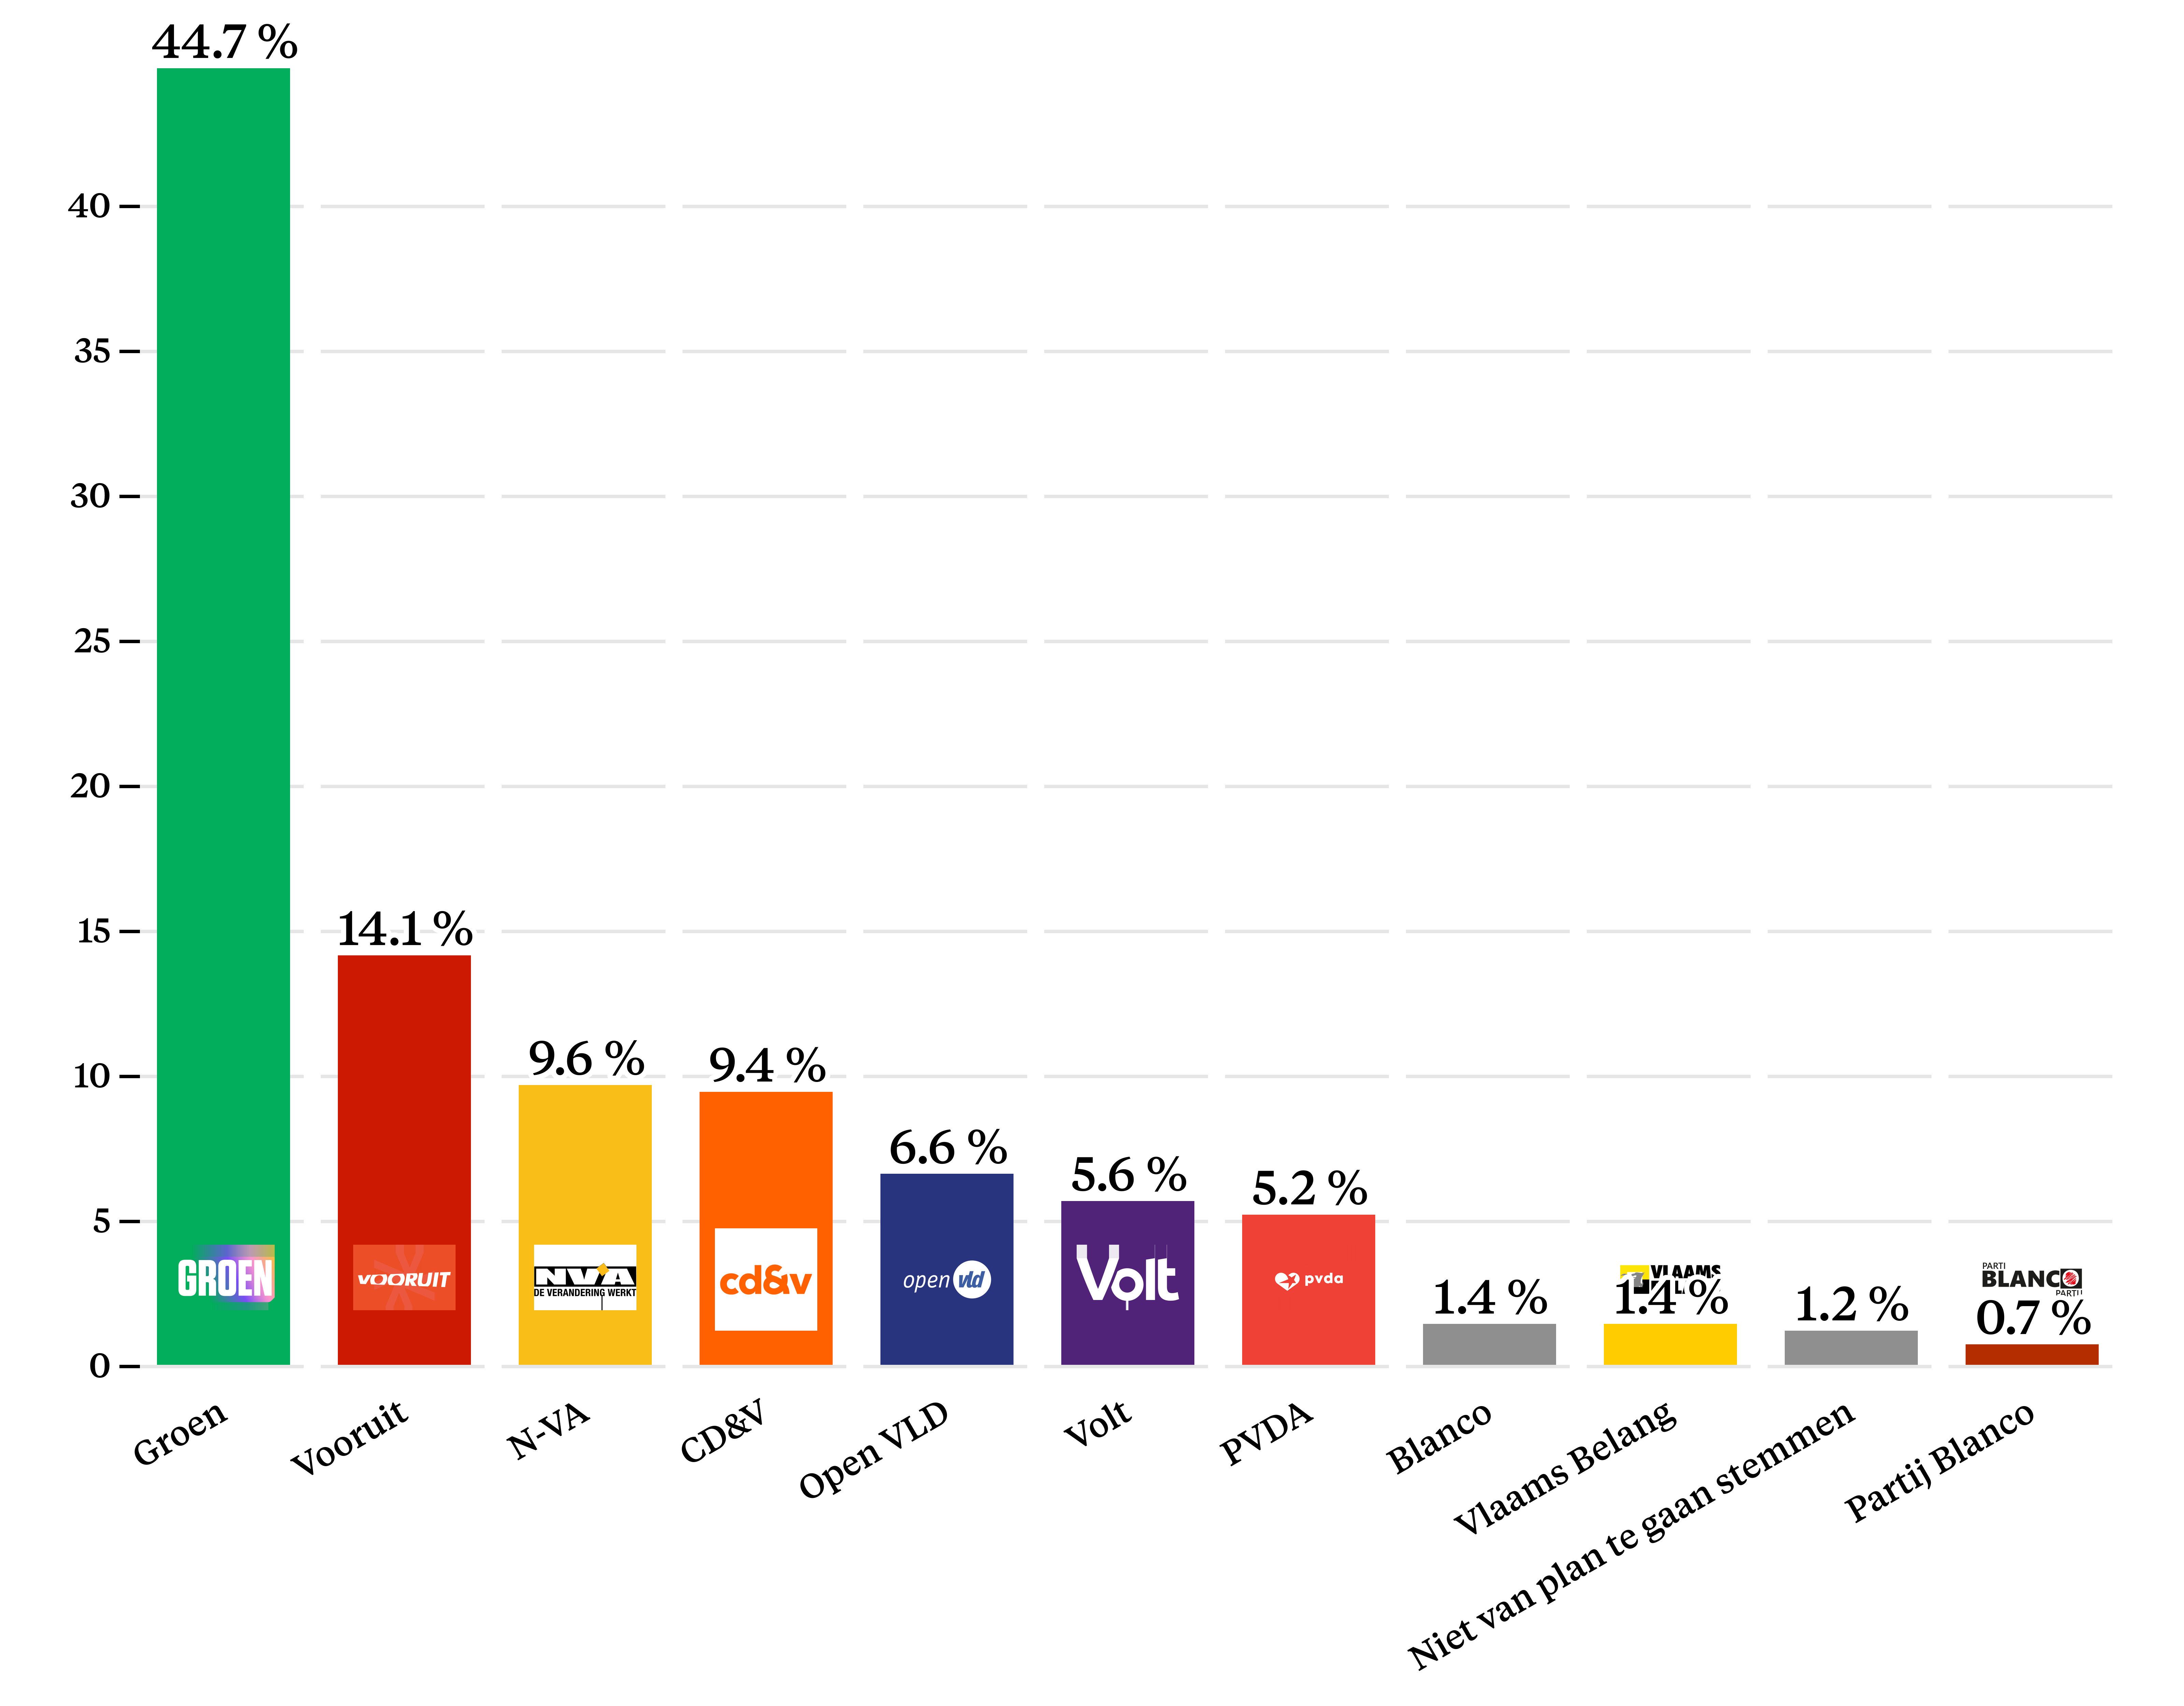 44.7 %
40
35
30
25
20
15
10
5
0
14.1 %
9.6 %
9.4 %
6.6 %
5.6 %
5.2 %
1.4 %
1.4 %
1.2 %
0.7 %
GROEN
VOORUIT
N-VA
DE VERANDERING WERKT
cd&v
open vld
Volt
pvda
VLAAMS
PARTI
BLANCO
PARTIJ
Groen
Vooruit
N-VA
CD&V
Open VLD
Volt
PVDA
Blanco
Vlaams Belang
Niet van plan te gaan stemmen
Partij Blanco